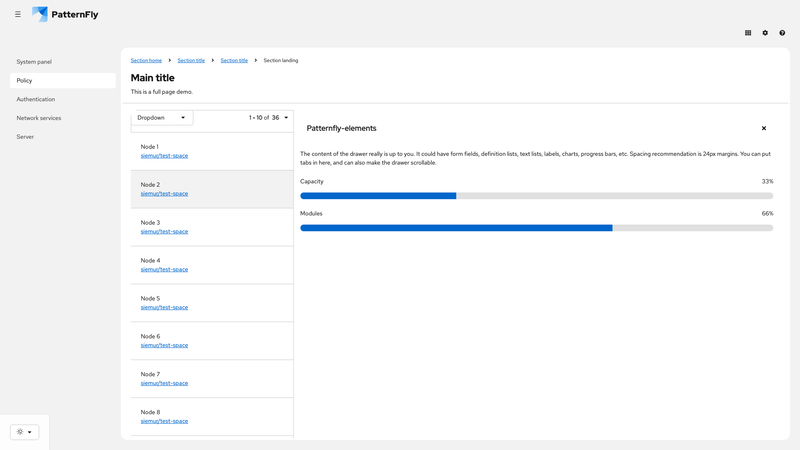 PatternFly
System panel
Policy
Authentication
Network services
Server
Section home
Section title
Section title
Section landing
Main title
This is a full page demo.
Dropdown
1 - 10 of 36
Node 1
siemur/test-space
Node 2
siemur/test-space
Node 3
siemur/test-space
Node 4
siemur/test-space
Node 5
siemur/test-space
Node 6
siemur/test-space
Node 7
siemur/test-space
Node 8
siemur/test-space
Patternfly-elements
The content of the drawer really is up to you. It could have form fields, definition lists, text lists, labels, charts, progress bars, etc. Spacing recommendation is 24px margins. You can put
tabs in here, and can also make the drawer scrollable.
Capacity 33%
Modules 66%